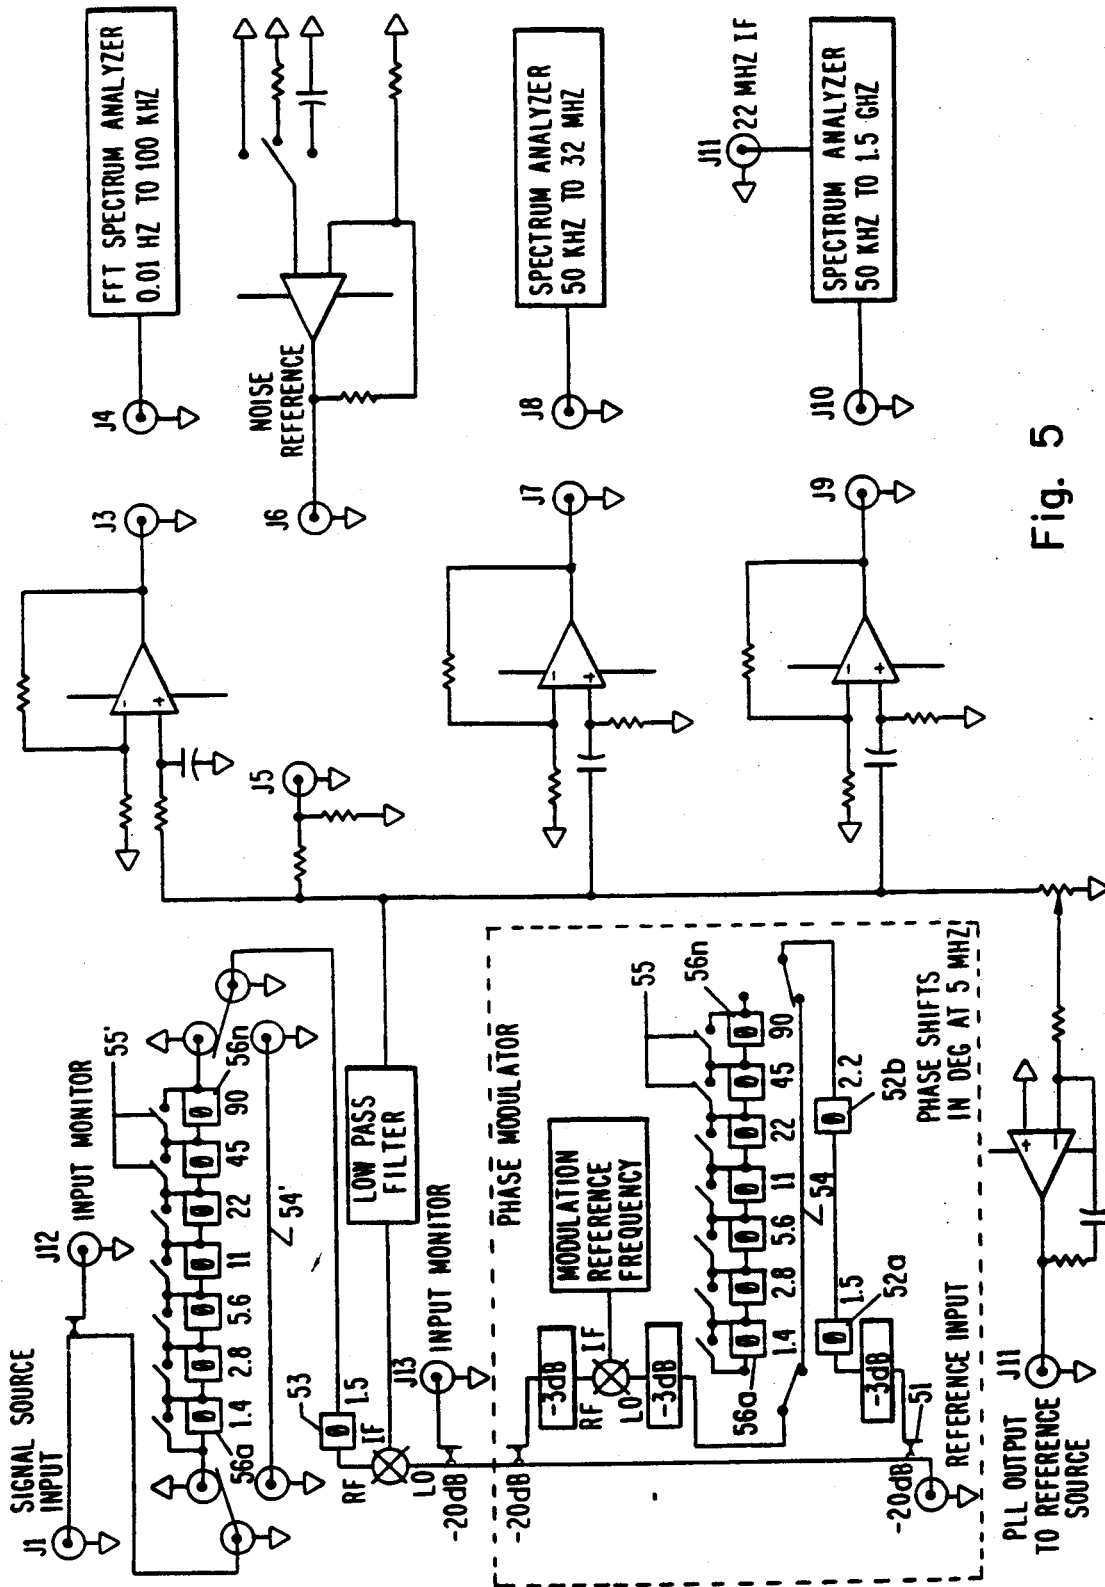 J1 SIGNAL SOURCE
INPUT
J12
INPUT MONITOR
55'
56a
1.4
2.8
5.6
11
22
45
90
56n
Ø
Ø
Ø
Ø
Ø
Ø
Ø
54'
53
Ø
1.5
RF
IF
LO
LOW PASS
FILTER
J13
INPUT MONITOR
-20dB
J3
+
-
J4
FFT SPECTRUM ANALYZER
0.01 HZ TO 100 KHZ
J5
J6
NOISE
REFERENCE
J7
-
+
J8
SPECTRUM ANALYZER
50 KHZ TO 32 MHZ
J9
-
+
J10
SPECTRUM ANALYZER
50 KHZ TO 1.5 GHZ
J11
22 MHZ IF
PHASE MODULATOR
-20dB
-3dB
RF
IF
LO
-3dB
MODULATION
REFERENCE
FREQUENCY
55
56a
1.4
2.8
5.6
11
22
45
90
56n
Ø
Ø
Ø
Ø
Ø
Ø
Ø
54
-3dB
Ø
1.5
52a
Ø
2.2
52b
51
-20dB
REFERENCE INPUT
PHASE SHIFTS
IN DEG AT 5 MHZ
J11
PLL OUTPUT
TO REFERENCE
SOURCE
+
-
Fig. 5